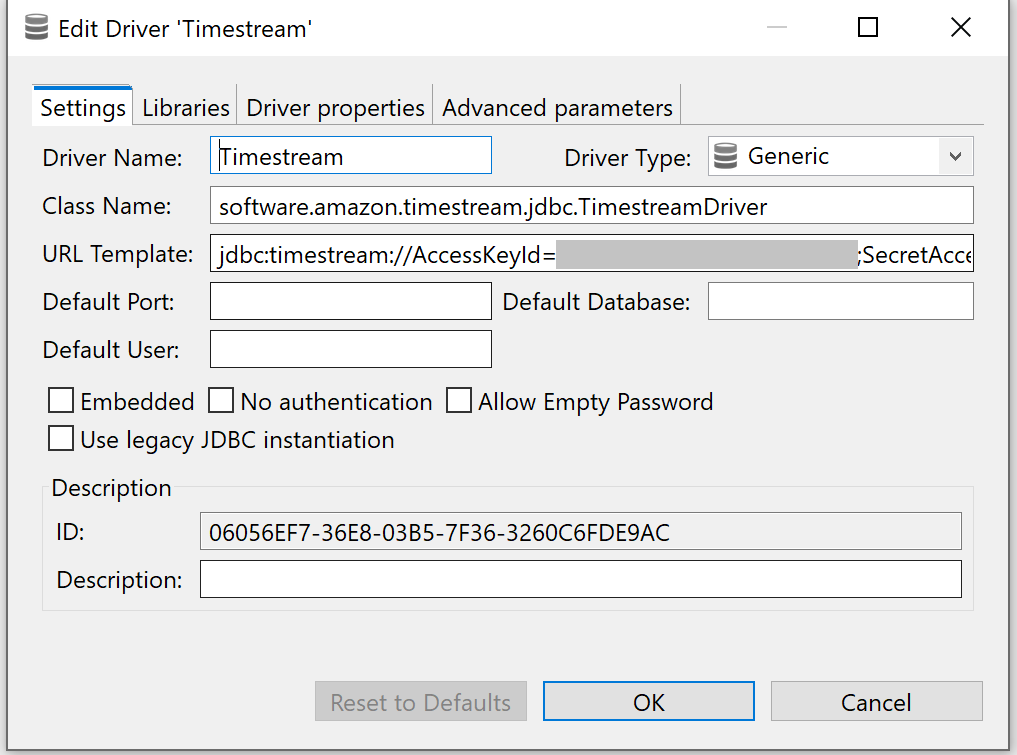 Edit Driver 'Timestream'
Settings Libraries Driver properties Advanced parameters
Driver Name: Timestream Driver Type: Generic
Class Name: software.amazon.timestream.jdbc.TimestreamDriver
URL Template: jdbc:timestream://AccessKeyId= ;SecretAcce
Default Port: Default Database:
Default User:
Embedded No authentication Allow Empty Password
Use legacy JDBC instantiation
Description
ID: 06056EF7-36E8-03B5-7F36-3260C6FDE9AC
Description:
Reset to Defaults OK Cancel